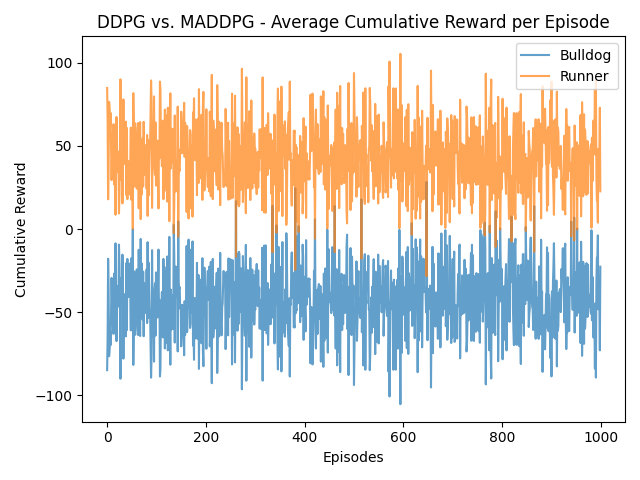 DDPG vs. MADDPG - Average Cumulative Reward per Episode
Bulldog
Runner
Cumulative Reward
100
50
0
−50
−100
0
200
400
600
800
1000
Episodes